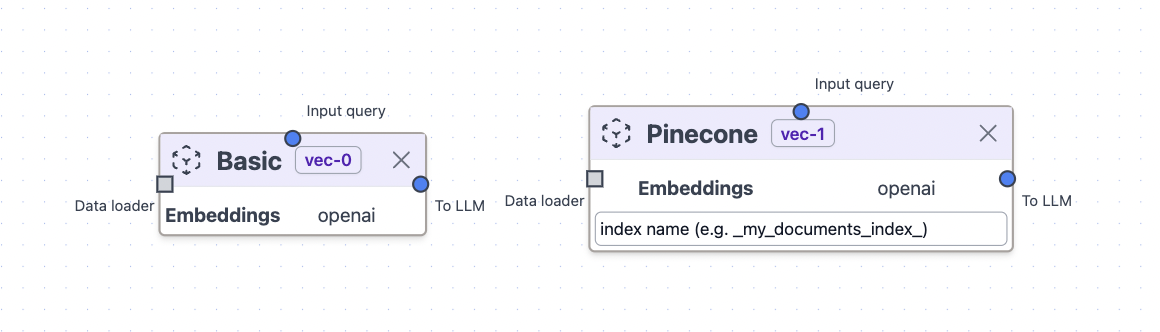 Input query
Basic vec-0
Data loader
Embeddings openai
To LLM
Input query
Pinecone vec-1
Data loader
Embeddings openai
To LLM
index name (e.g. _my_documents_index_)